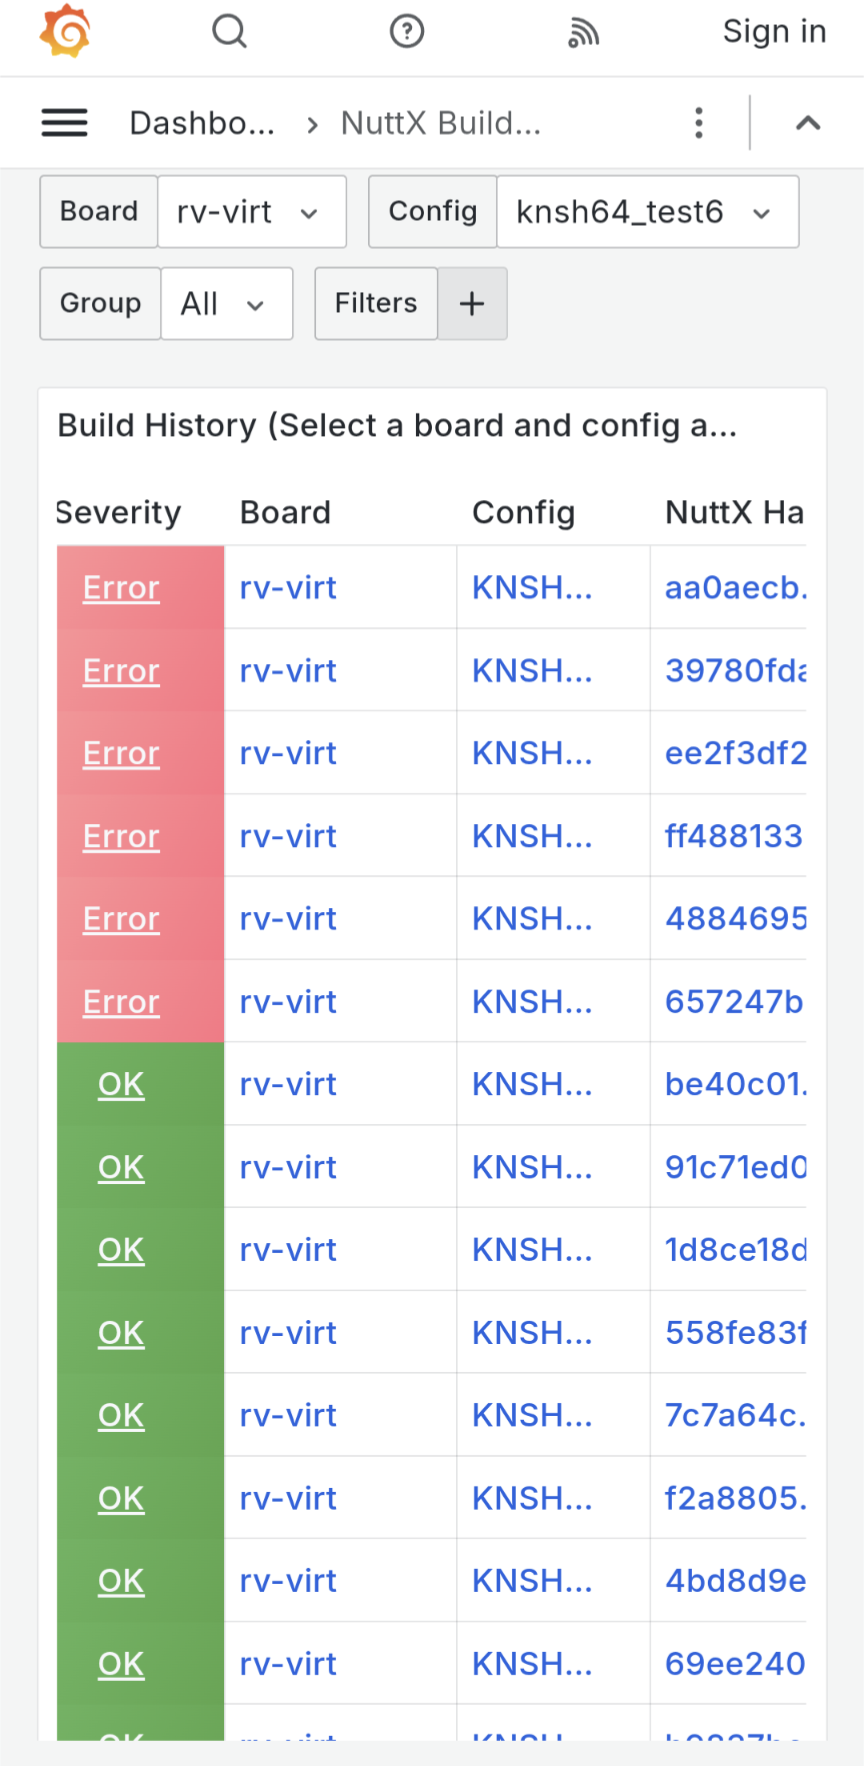 Sign in
Dashbo... > NuttX Build...
Board rv-virt Config knsh64_test6
Group All Filters +
Build History (Select a board and config a...
Severity Board Config NuttX Ha
Error rv-virt KNSH... aa0aecb.
Error rv-virt KNSH... 39780fda
Error rv-virt KNSH... ee2f3df2
Error rv-virt KNSH... ff488133
Error rv-virt KNSH... 4884695
Error rv-virt KNSH... 657247b
OK rv-virt KNSH... be40c01.
OK rv-virt KNSH... 91c71ed0
OK rv-virt KNSH... 1d8ce18d
OK rv-virt KNSH... 558fe83f
OK rv-virt KNSH... 7c7a64c.
OK rv-virt KNSH... f2a8805.
OK rv-virt KNSH... 4bd8d9e
OK rv-virt KNSH... 69ee240
OK rv-virt KNSH...